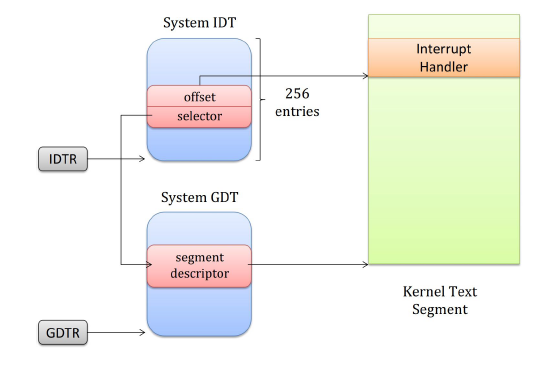 System IDT
offset
selector
256
entries
Interrupt
Handler
IDTR
System GDT
segment
descriptor
Kernel Text
Segment
GDTR